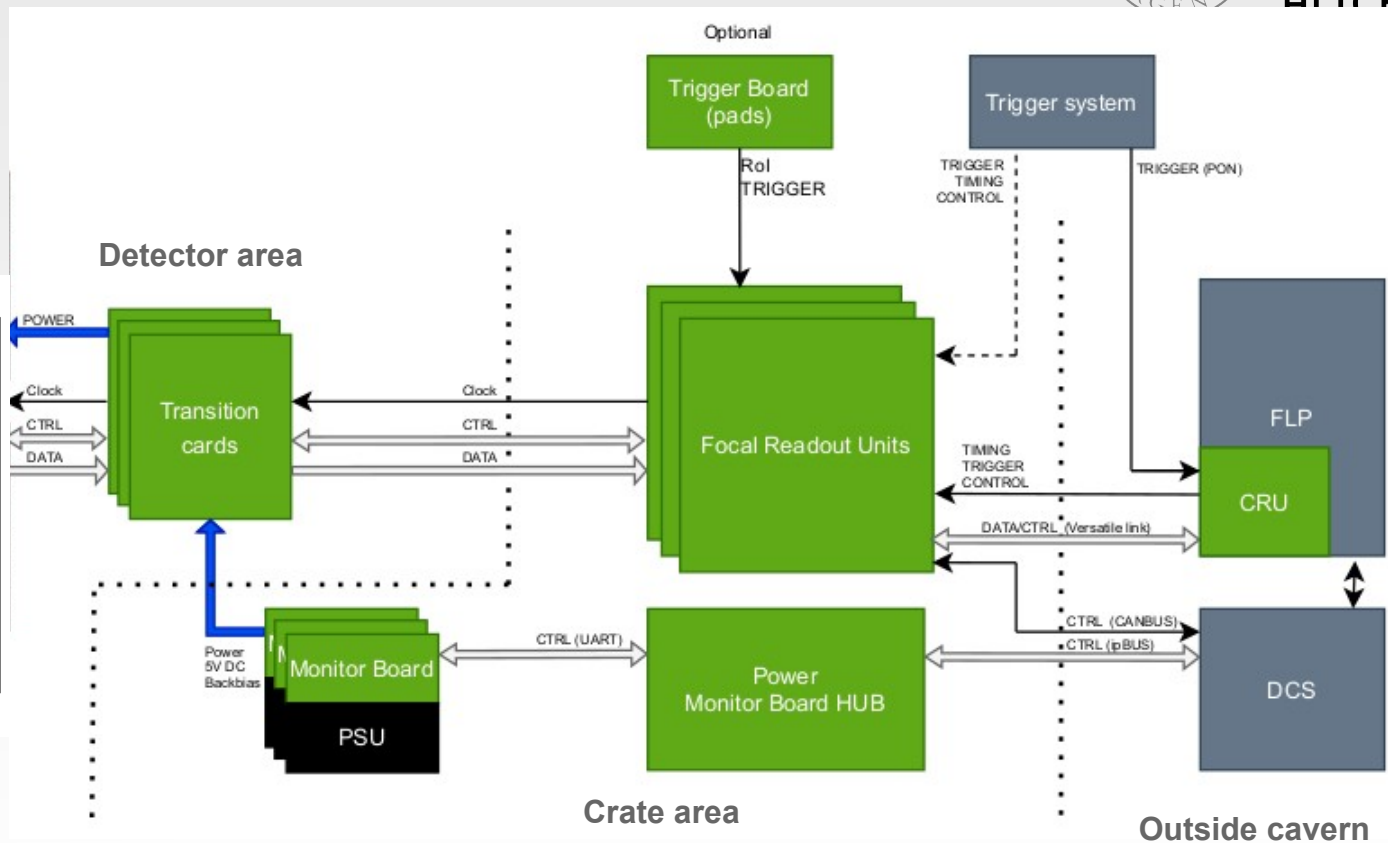 Optional
Trigger Board
(pads)
Trigger system
RoI
TRIGGER
TRIGGER
TIMING
CONTROL
TRIGGER (PON)
Detector area
POWER
Clock
CTRL
DATA
Transition
cards
Clock
CTRL
DATA
Focal Readout Units
TIMING
TRIGGER
CONTROL
DATA/CTRL (Versatile link)
FLP
CRU
Power
5V DC
Backbias
Monitor Board
PSU
CTRL (UART)
Power
Monitor Board HUB
CTRL (CANBUS)
CTRL (ipBUS)
DCS
Crate area
Outside cavern